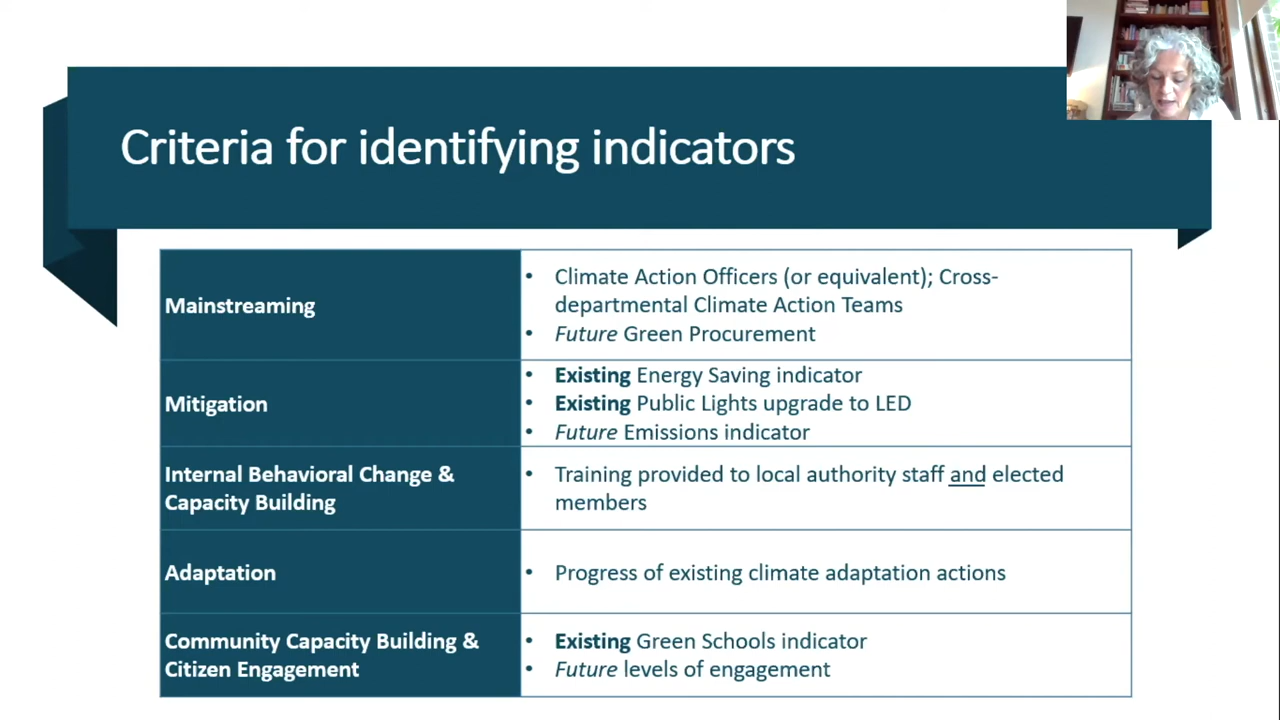 Criteria for identifying indicators
Mainstreaming
• Climate Action Officers (or equivalent); Cross-
departmental Climate Action Teams
• Future Green Procurement
Mitigation
• Existing Energy Saving indicator
• Existing Public Lights upgrade to LED
• Future Emissions indicator
Internal Behavioral Change &
Capacity Building
• Training provided to local authority staff and elected
members
Adaptation
• Progress of existing climate adaptation actions
Community Capacity Building &
Citizen Engagement
• Existing Green Schools indicator
• Future levels of engagement